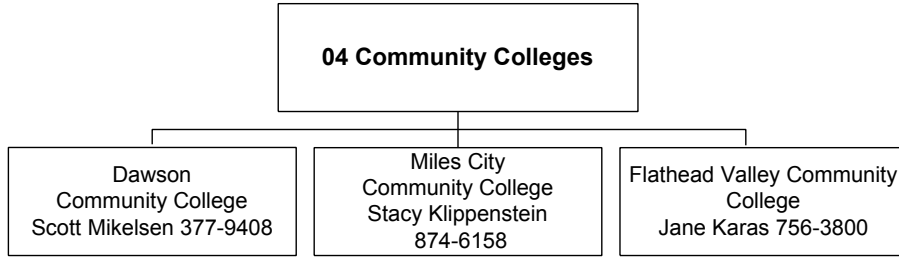 04 Community Colleges
Dawson
Community College
Scott Mikelsen 377-9408
Miles City
Community College
Stacy Klippenstein
874-6158
Flathead Valley Community
College
Jane Karas 756-3800